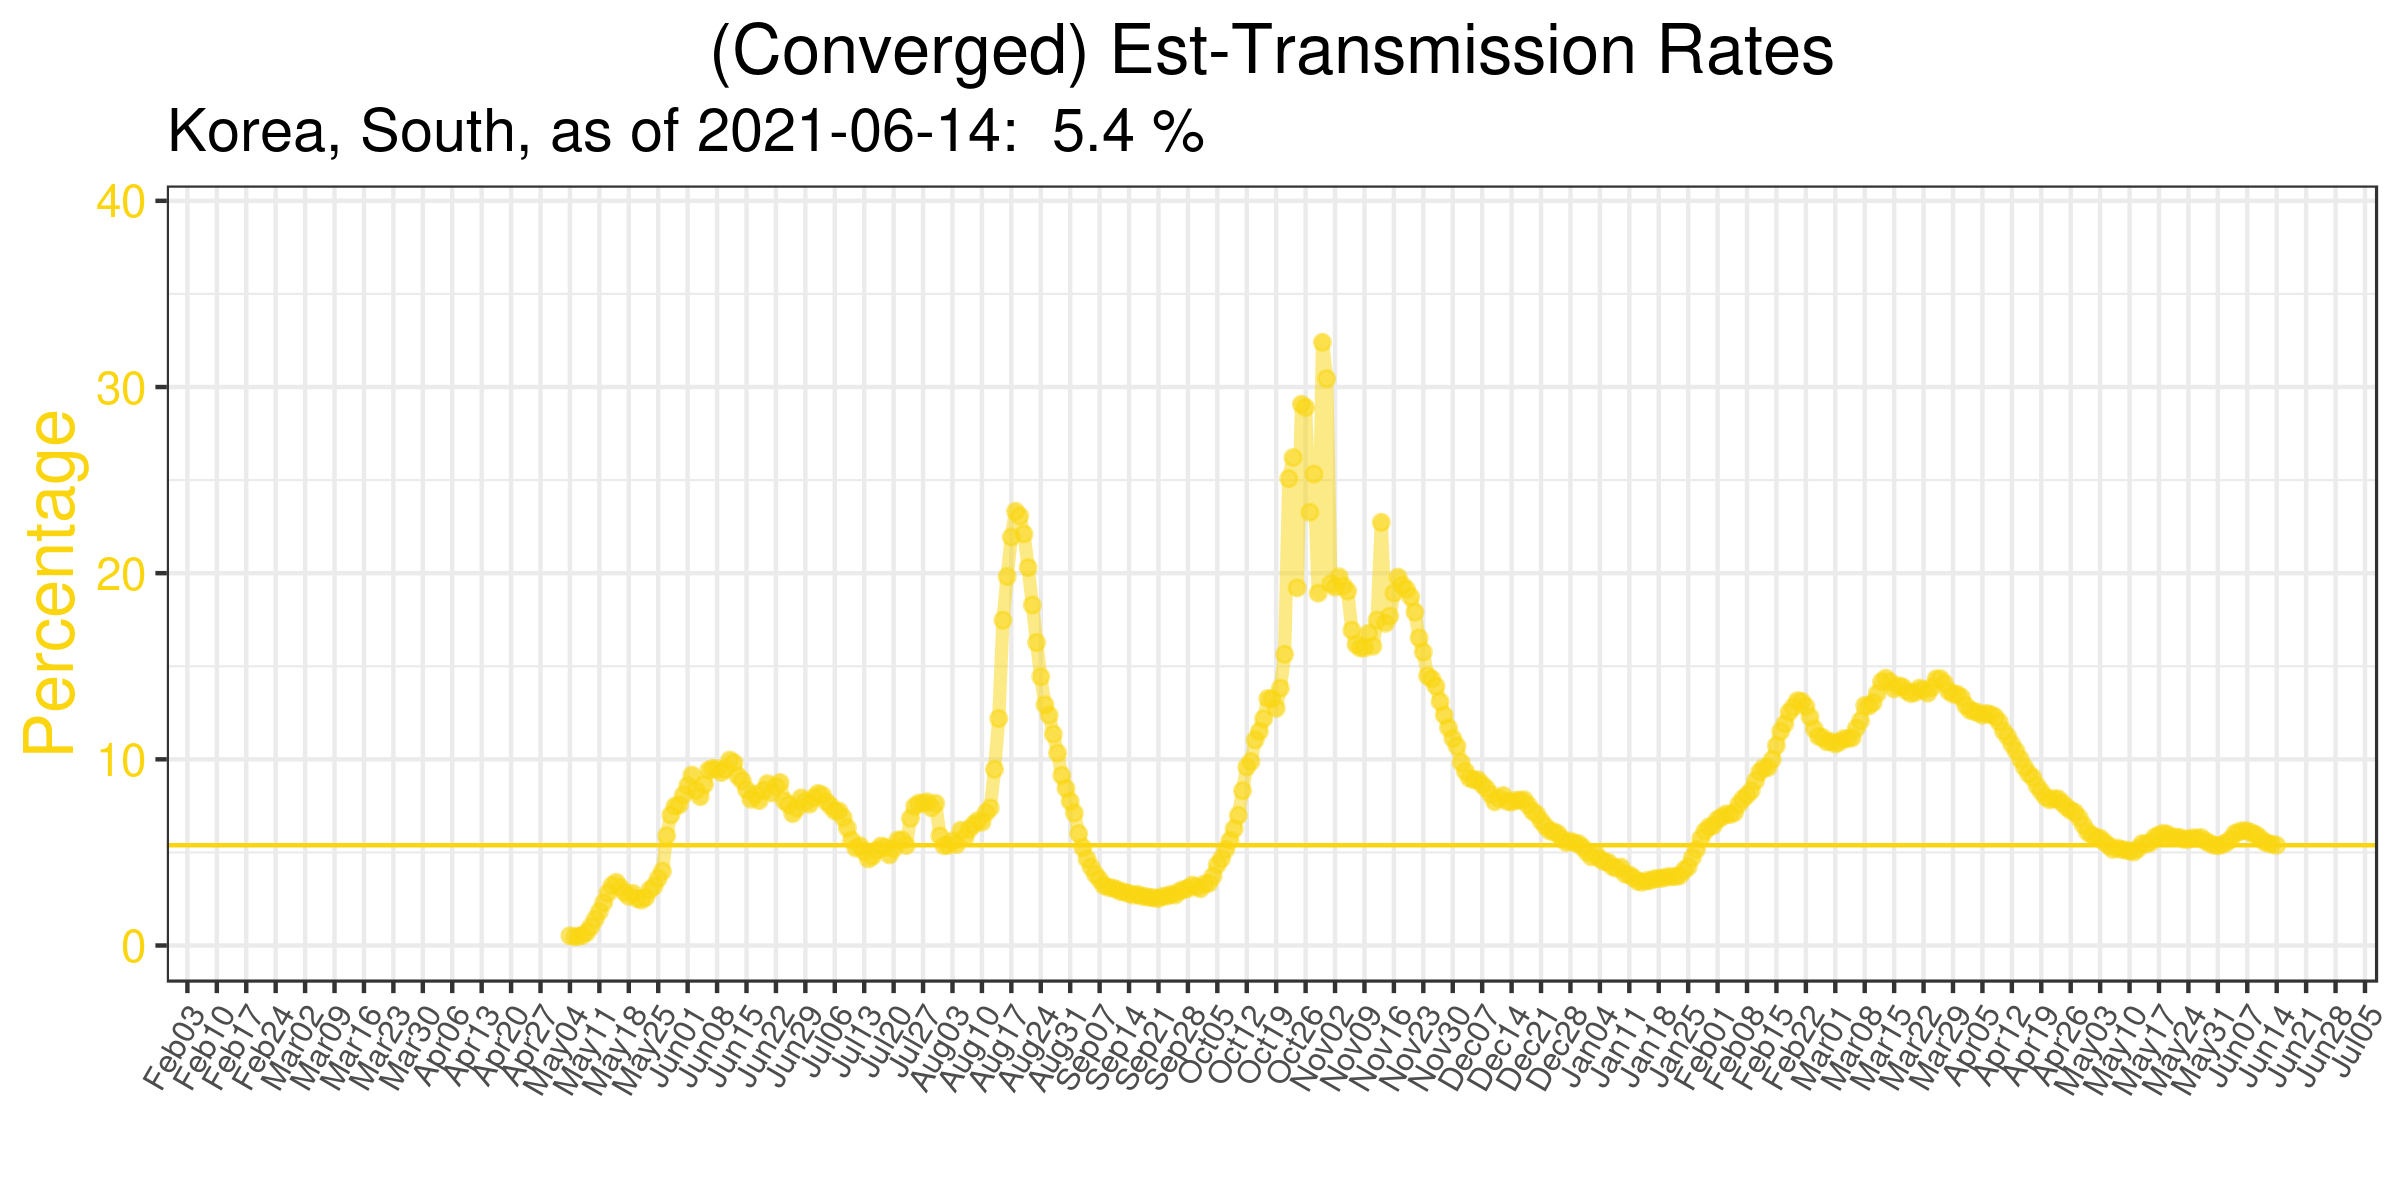 (Converged) Est-Transmission Rates
Korea, South, as of 2021-06-14: 5.4 %
Percentage
40
30
20
10
0
Feb03
Feb10
Feb17
Feb24
Mar02
Mar09
Mar16
Mar23
Mar30
Apr06
Apr13
Apr20
Apr27
May04
May11
May18
May25
Jun01
Jun08
Jun15
Jun22
Jun29
Jul06
Jul13
Jul20
Jul27
Aug03
Aug10
Aug17
Aug24
Aug31
Sep07
Sep14
Sep21
Sep28
Oct05
Oct12
Oct19
Oct26
Nov02
Nov09
Nov16
Nov23
Nov30
Dec07
Dec14
Dec21
Dec28
Jan04
Jan11
Jan18
Jan25
Feb01
Feb08
Feb15
Feb22
Mar01
Mar08
Mar15
Mar22
Mar29
Apr05
Apr12
Apr19
Apr26
May03
May10
May17
May24
May31
Jun07
Jun14
Jun21
Jun28
Jul05